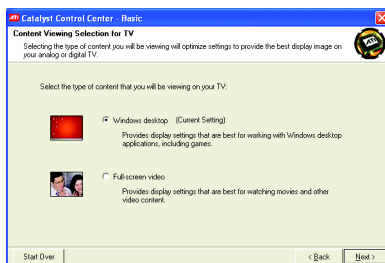 ATI Catalyst Control Center - Basic
Content Viewing Selection for TV
Selecting the type of content you will be viewing will optimize settings to provide the best display image on
your analog or digital TV.
ATI
Select the type of content that you will be viewing on your TV:
Windows desktop (Current Setting)
Provides display settings that are best for working with Windows desktop
applications, including games.
Full-screen video
Provides display settings that are best for watching movies and other
video content.
Start Over < Back Next >